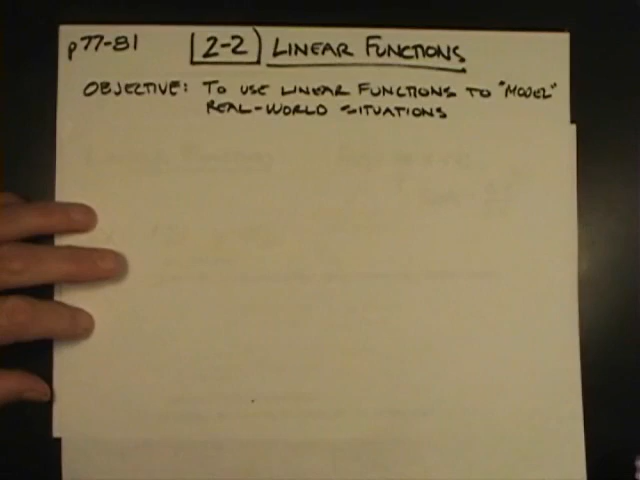 p77-81 2-2 LINEAR FUNCTIONS
OBJECTIVE: TO USE LINEAR FUNCTIONS TO "MODEL"
REAL-WORLD SITUATIONS